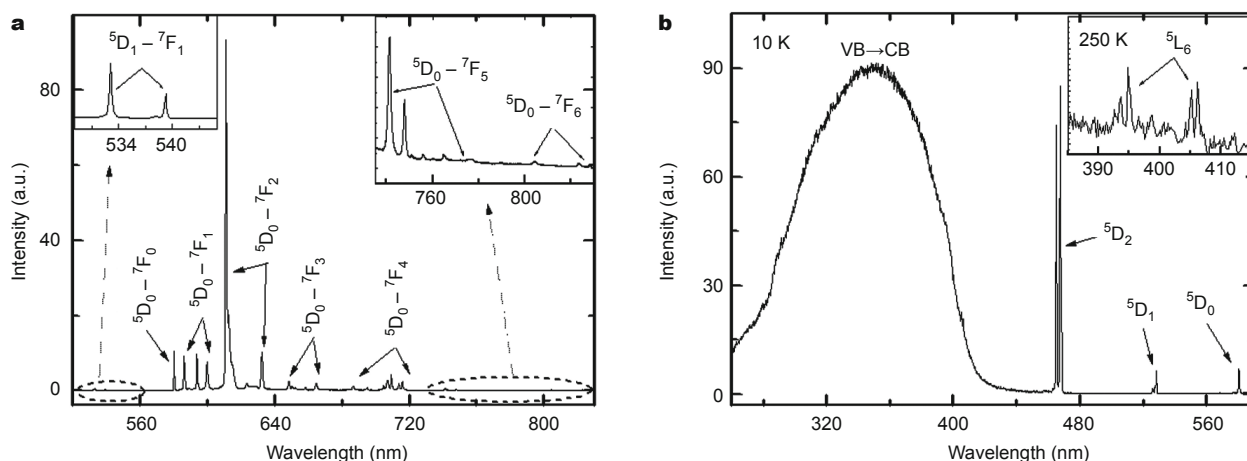 a
⁵D₁ – ⁷F₁
534 540
⁵D₀ – ⁷F₅
⁵D₀ – ⁷F₆
760 800
80
40
0
Intensity (a.u.)
⁵D₀ – ⁷F₀
⁵D₀ – ⁷F₁
⁵D₀ – ⁷F₂
⁵D₀ – ⁷F₃
⁵D₀ – ⁷F₄
560 640 720 800
Wavelength (nm)
b
10 K
VB→CB
250 K
⁵L₆
390 400 410
90
60
30
0
Intensity (a.u.)
⁵D₂
⁵D₁
⁵D₀
320 400 480 560
Wavelength (nm)